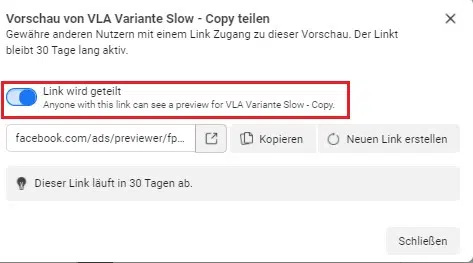 Vorschau von VLA Variante Slow - Copy teilen
Gewähre anderen Nutzern mit einem Link Zugang zu dieser Vorschau. Der Linkt
bleibt 30 Tage lang aktiv.
Link wird geteilt
Anyone with this link can see a preview for VLA Variante Slow - Copy.
facebook.com/ads/previewer/fp... Kopieren Neuen Link erstellen
Dieser Link läuft in 30 Tagen ab.
Schließen